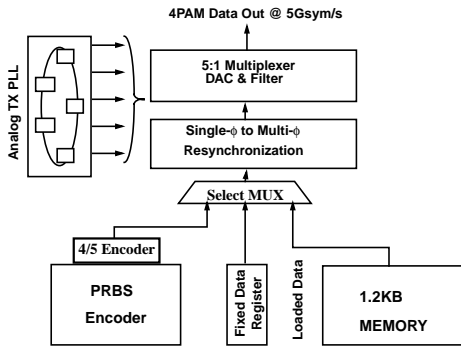 4PAM Data Out @ 5Gsym/s
Analog TX PLL
5:1 Multiplexer
DAC & Filter
Single-ϕ to Multi-ϕ
Resynchronization
Select MUX
4/5 Encoder
PRBS
Encoder
Fixed Data
Register
Loaded Data
1.2KB
MEMORY